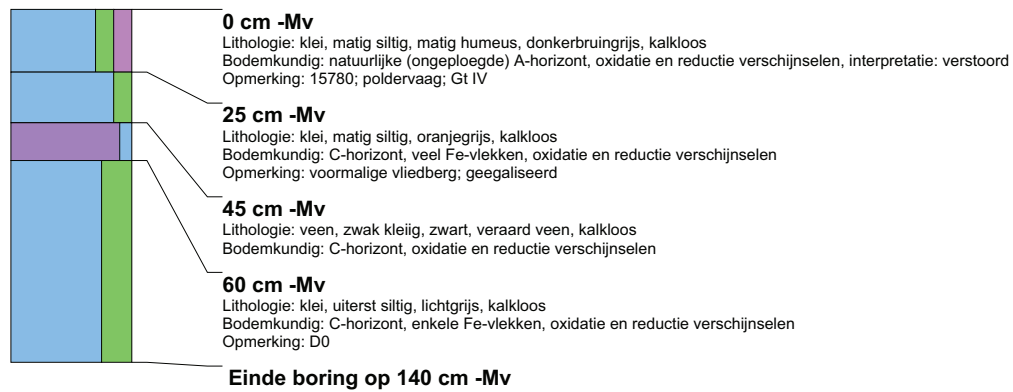 0 cm -Mv
Lithologie: klei, matig siltig, matig humeus, donkerbruingrijs, kalkloos
Bodemkundig: natuurlijke (ongeploegde) A-horizont, oxidatie en reductie verschijnselen, interpretatie: verstoord
Opmerking: 15780; poldervaag; Gt IV
25 cm -Mv
Lithologie: klei, matig siltig, oranjegrijs, kalkloos
Bodemkundig: C-horizont, veel Fe-vlekken, oxidatie en reductie verschijnselen
Opmerking: voormalige vliedberg; geegaliseerd
45 cm -Mv
Lithologie: veen, zwak kleiig, zwart, veraard veen, kalkloos
Bodemkundig: C-horizont, oxidatie en reductie verschijnselen
60 cm -Mv
Lithologie: klei, uiterst siltig, lichtgrijs, kalkloos
Bodemkundig: C-horizont, enkele Fe-vlekken, oxidatie en reductie verschijnselen
Opmerking: D0
Einde boring op 140 cm -Mv